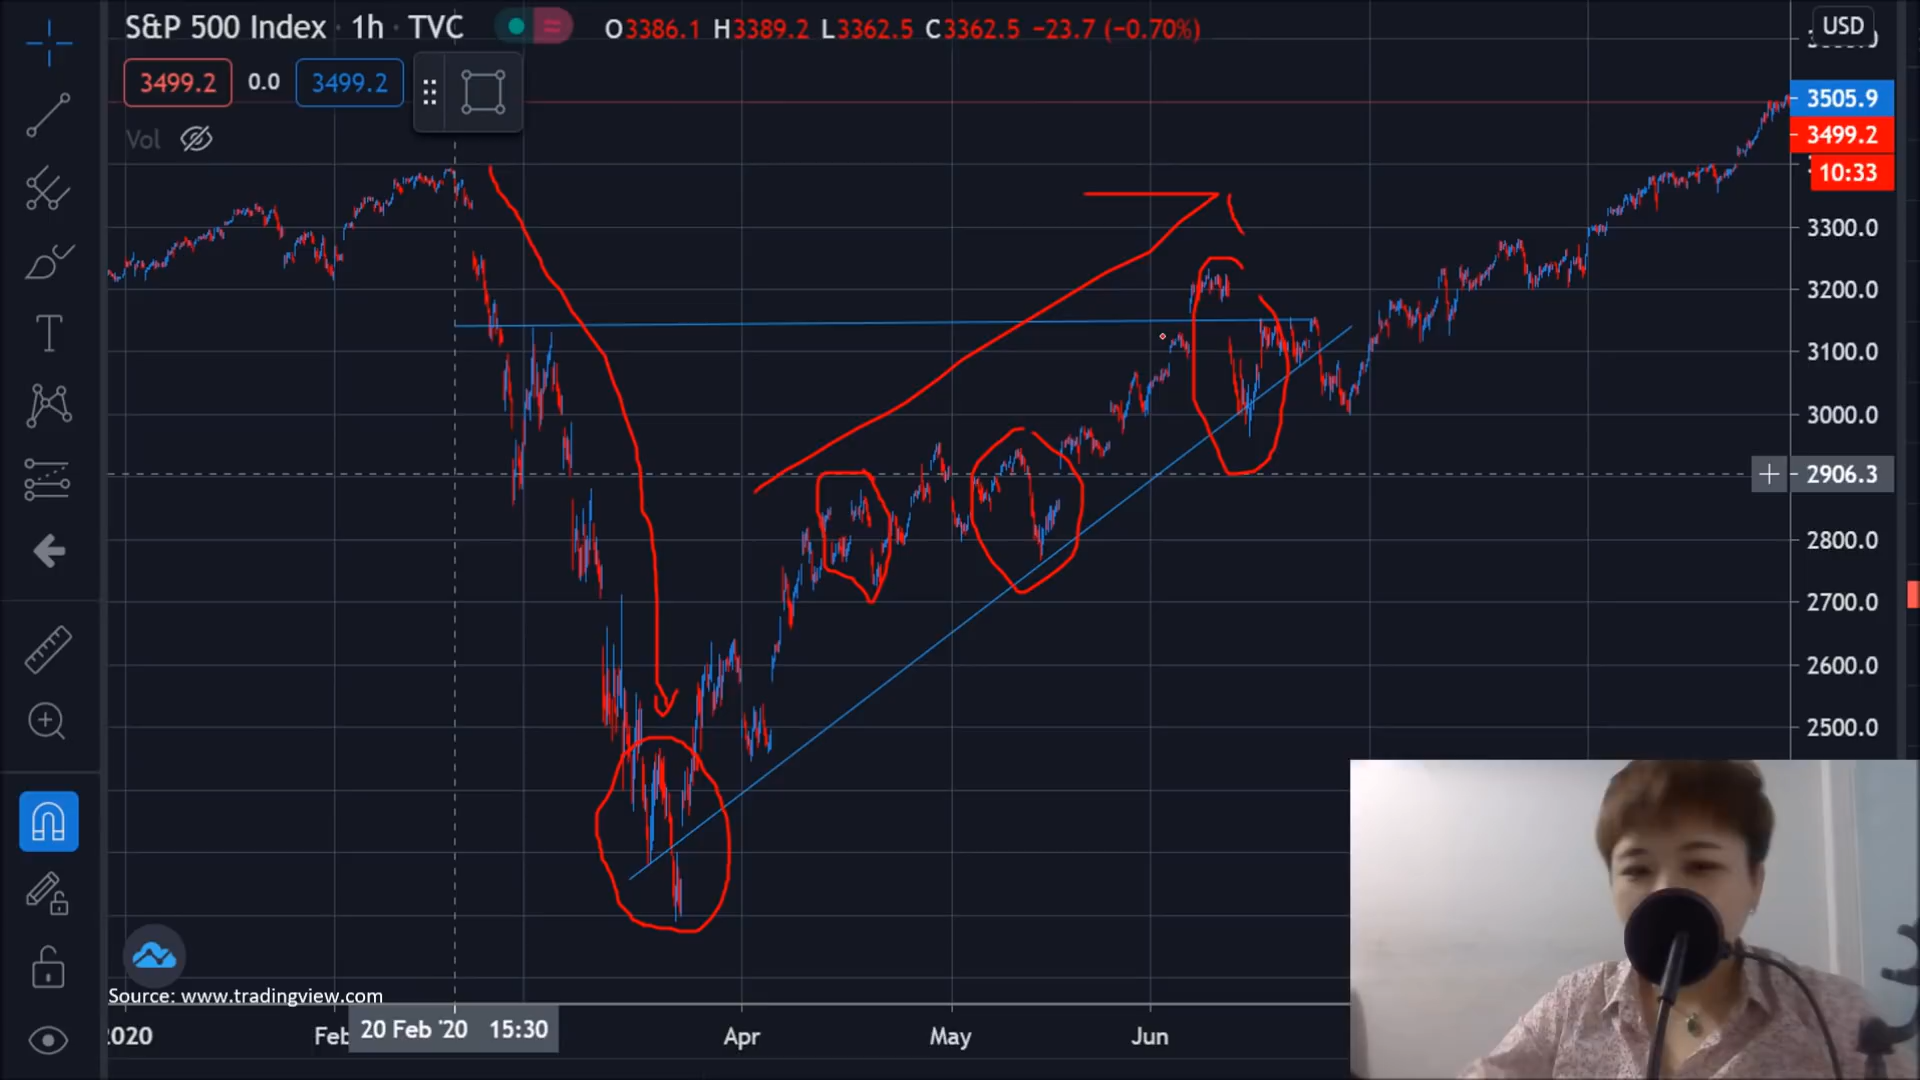 S&P 500 Index · 1h · TVC
O3386.1 H3389.2 L3362.5 C3362.5 −23.7 (−0.70%)
USD
3499.2 0.0 3499.2
Vol
3505.9
3499.2
10:33
3300.0
3200.0
3100.0
3000.0
2906.3
2800.0
2700.0
2600.0
2500.0
Source: www.tradingview.com
2020 Feb 20 Feb '20 15:30 Apr May Jun